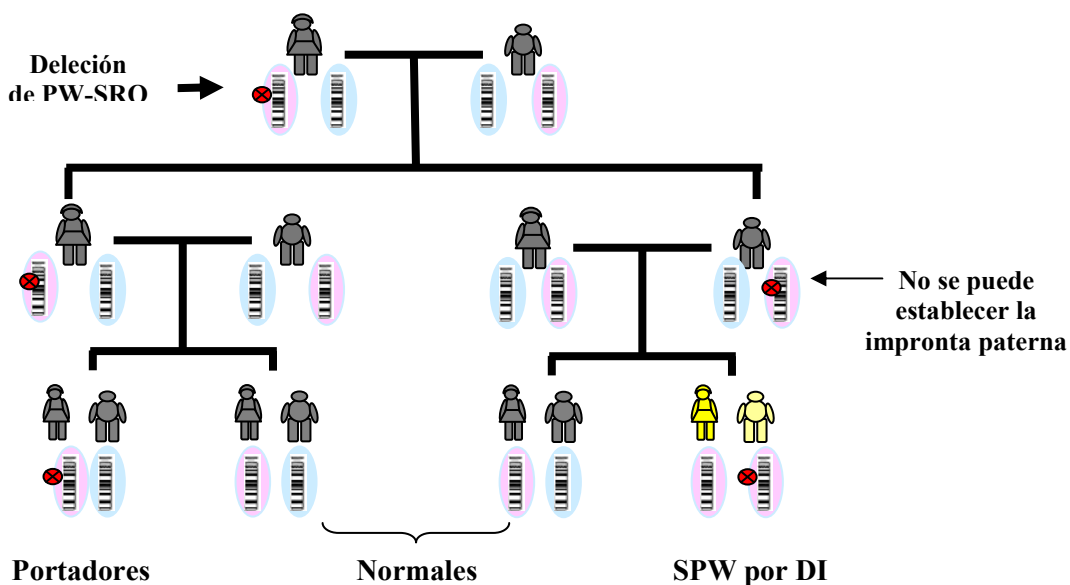 Deleción
de PW-SRO
No se puede
establecer la
impronta paterna
Portadores
Normales
SPW por DI